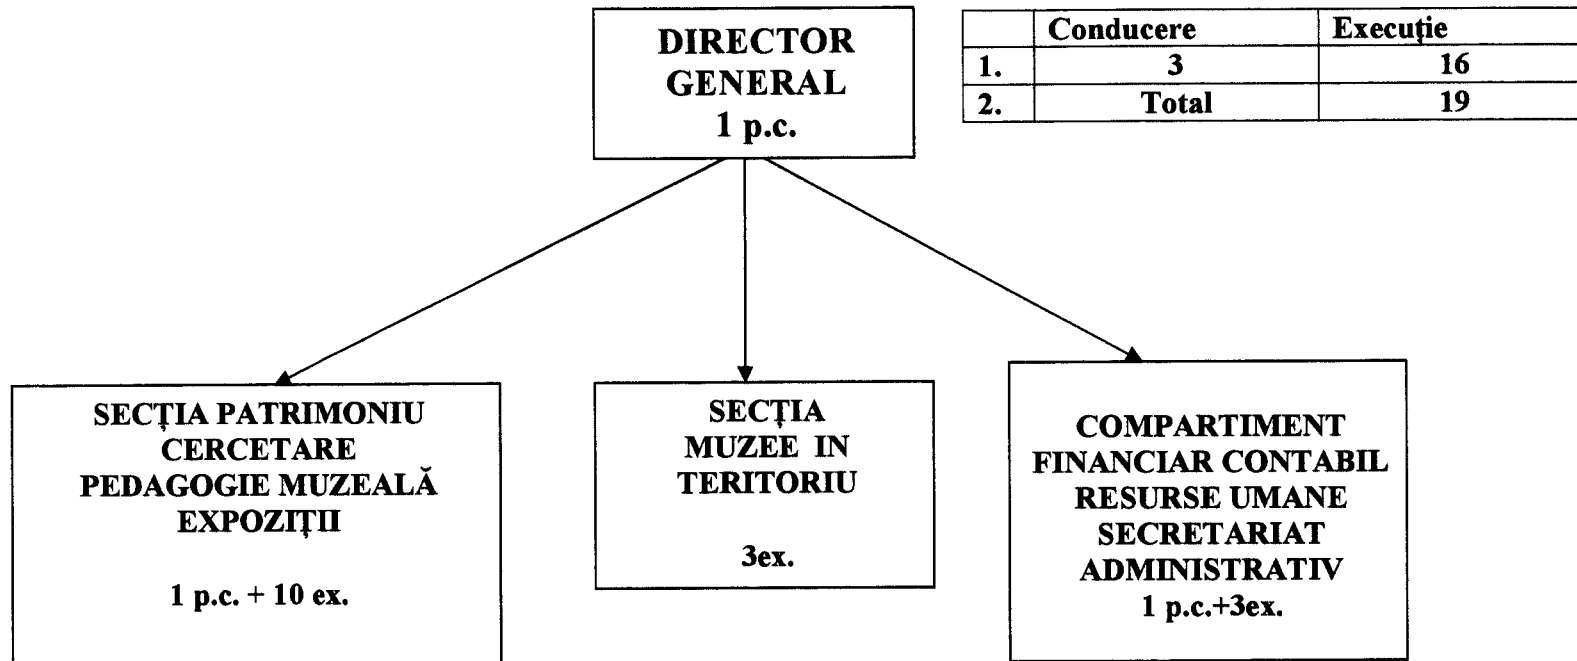 DIRECTOR
GENERAL
1 p.c.
Conducere Execuție
1. 3 16
2. Total 19
SECȚIA PATRIMONIU
CERCETARE
PEDAGOGIE MUZEALĂ
EXPOZIȚII
1 p.c. + 10 ex.
SECȚIA
MUZEE IN
TERITORIU
3ex.
COMPARTIMENT
FINANCIAR CONTABIL
RESURSE UMANE
SECRETARIAT
ADMINISTRATIV
1 p.c.+3ex.